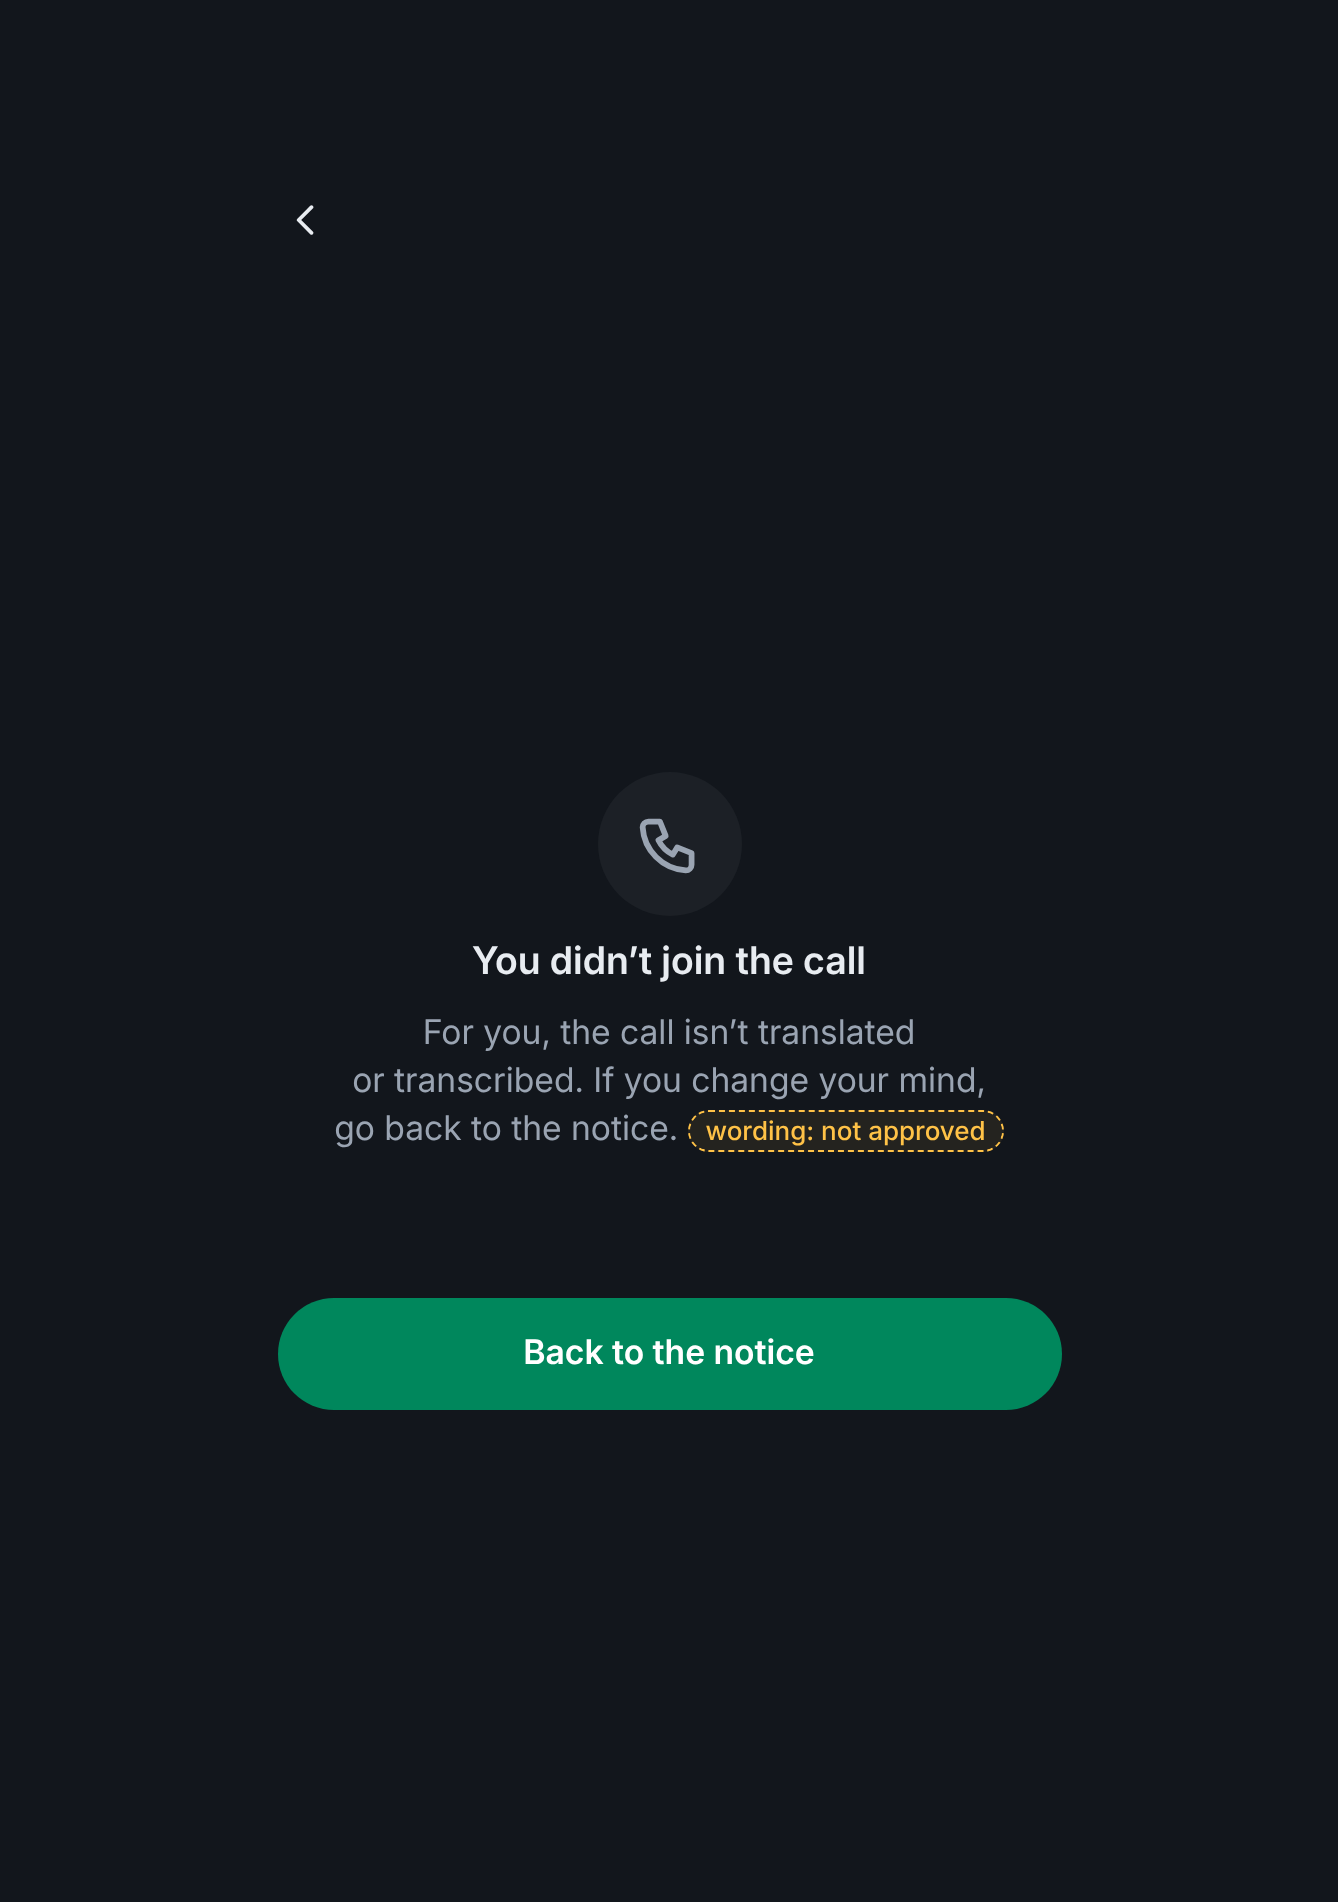 You didn’t join the call
For you, the call isn’t translated
or transcribed. If you change your mind,
go back to the notice. wording: not approved
Back to the notice